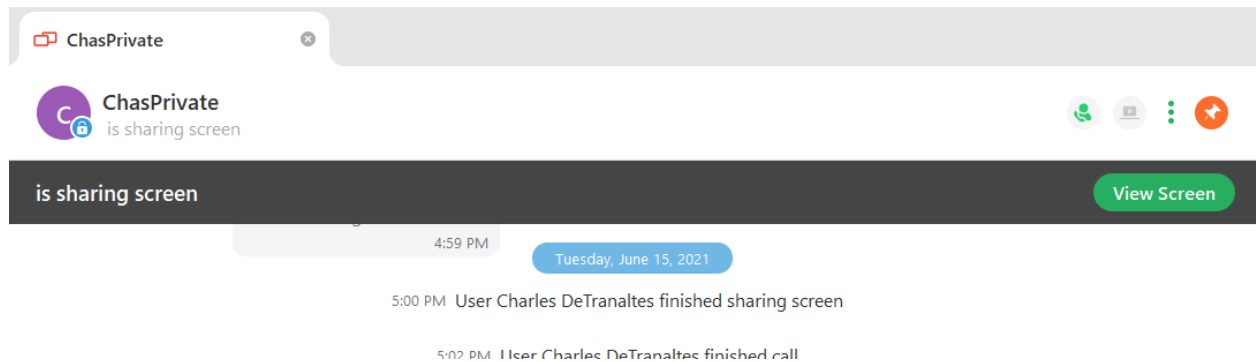 ChasPrivate
C
ChasPrivate
is sharing screen
is sharing screen
View Screen
4:59 PM
Tuesday, June 15, 2021
5:00 PM User Charles DeTranaltes finished sharing screen
5:02 PM User Charles DeTranaltes finished call